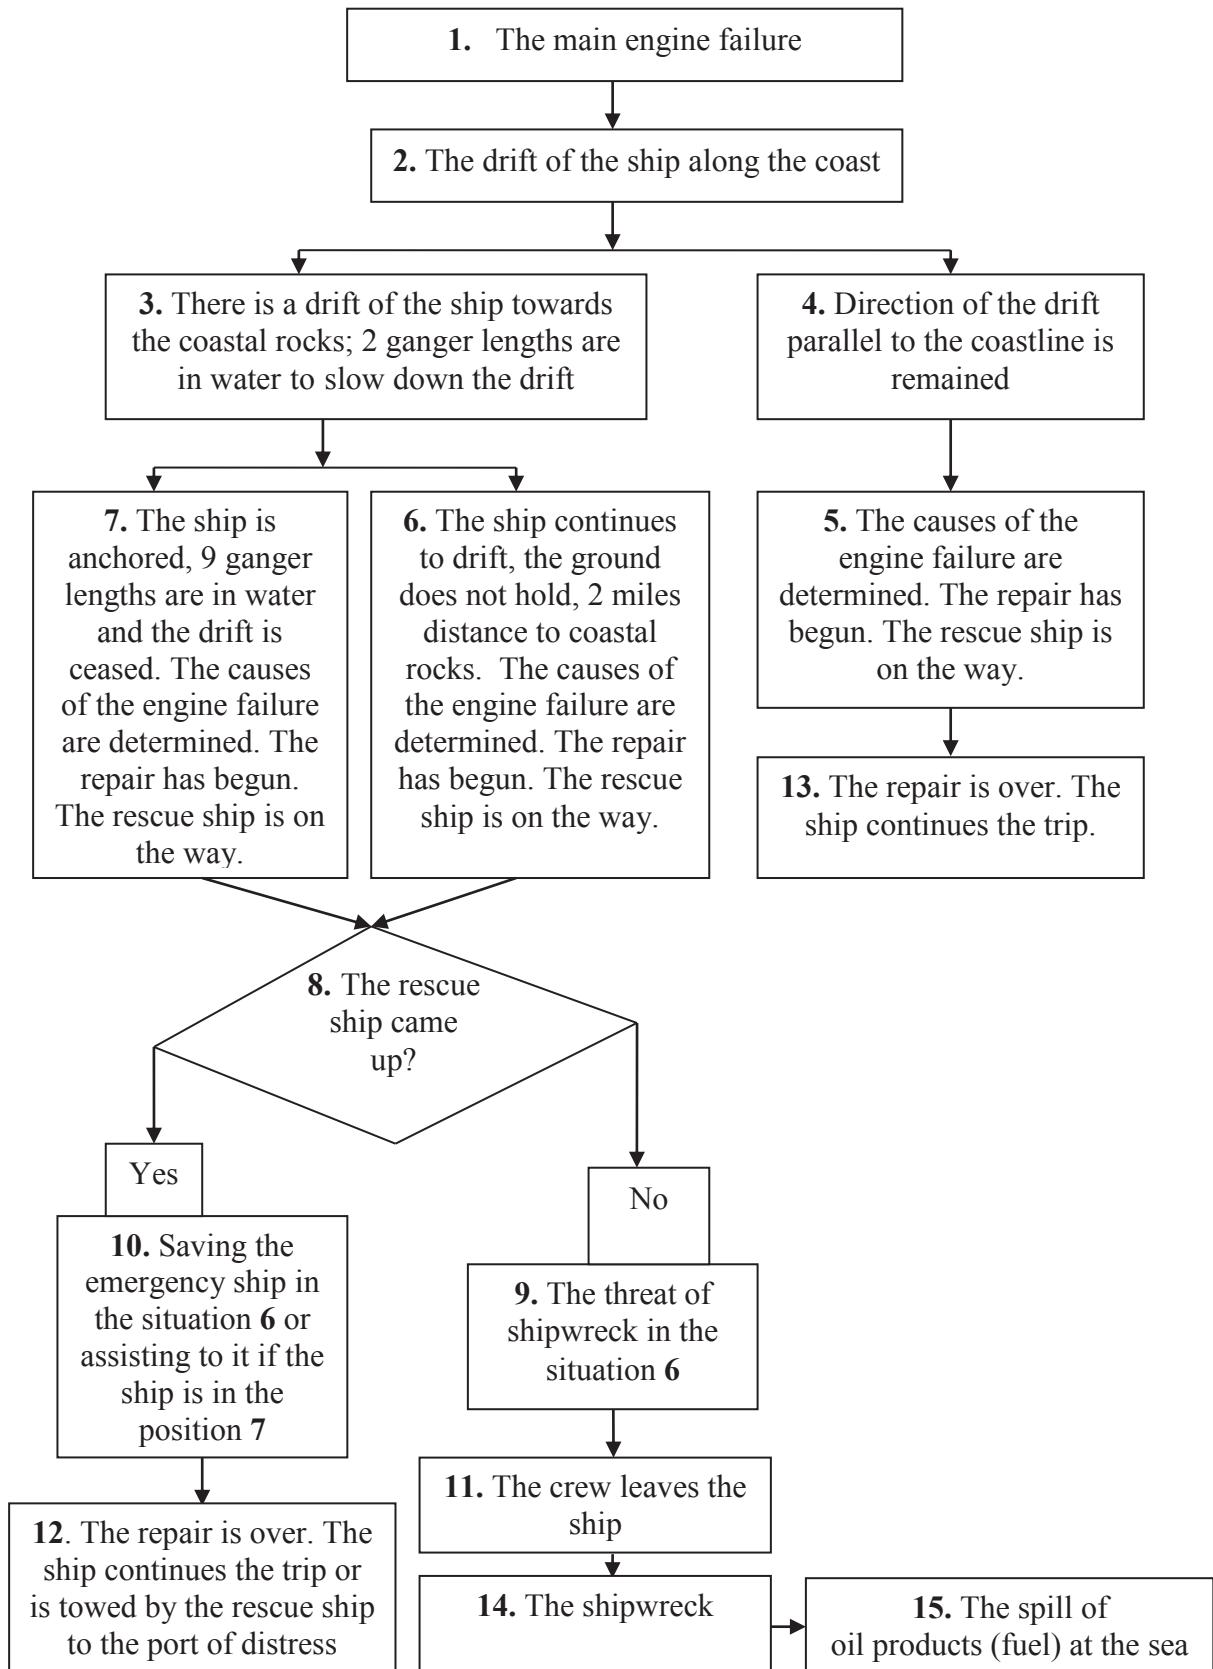 1. The main engine failure
2. The drift of the ship along the coast
3. There is a drift of the ship towards
the coastal rocks; 2 ganger lengths are
in water to slow down the drift
4. Direction of the drift
parallel to the coastline is
remained
7. The ship is
anchored, 9 ganger
lengths are in water
and the drift is
ceased. The causes
of the engine failure
are determined. The
repair has begun.
The rescue ship is on
the way.
6. The ship continues
to drift, the ground
does not hold, 2 miles
distance to coastal
rocks. The causes of
the engine failure are
determined. The repair
has begun. The rescue
ship is on the way.
5. The causes of the
engine failure are
determined. The repair has
begun. The rescue ship is
on the way.
13. The repair is over. The
ship continues the trip.
8. The rescue
ship came
up?
Yes
No
10. Saving the
emergency ship in
the situation 6 or
assisting to it if the
ship is in the
position 7
9. The threat of
shipwreck in the
situation 6
11. The crew leaves the
ship
12. The repair is over. The
ship continues the trip or
is towed by the rescue ship
to the port of distress
14. The shipwreck
15. The spill of
oil products (fuel) at the sea